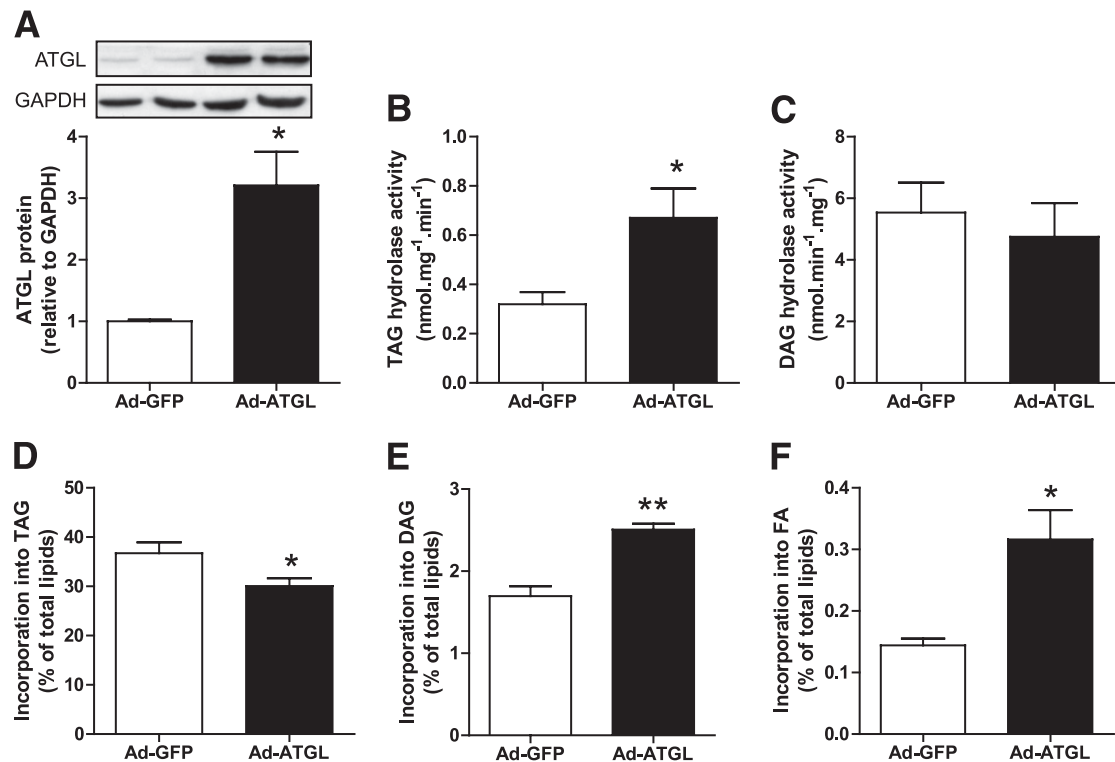 A
ATGL
GAPDH
ATGL protein
(relative to GAPDH)
4
3
2
1
0
*
Ad-GFP
Ad-ATGL
B
TAG hydrolase activity
(nmol.mg⁻¹.min⁻¹)
1.0
0.8
0.6
0.4
0.2
0.0
*
Ad-GFP
Ad-ATGL
C
DAG hydrolase activity
(nmol.min⁻¹.mg⁻¹)
8
6
4
2
0
Ad-GFP
Ad-ATGL
D
Incorporation into TAG
(% of total lipids)
50
40
30
20
10
0
*
Ad-GFP
Ad-ATGL
E
Incorporation into DAG
(% of total lipids)
3
2
1
0
**
Ad-GFP
Ad-ATGL
F
Incorporation into FA
(% of total lipids)
0.4
0.3
0.2
0.1
0.0
*
Ad-GFP
Ad-ATGL